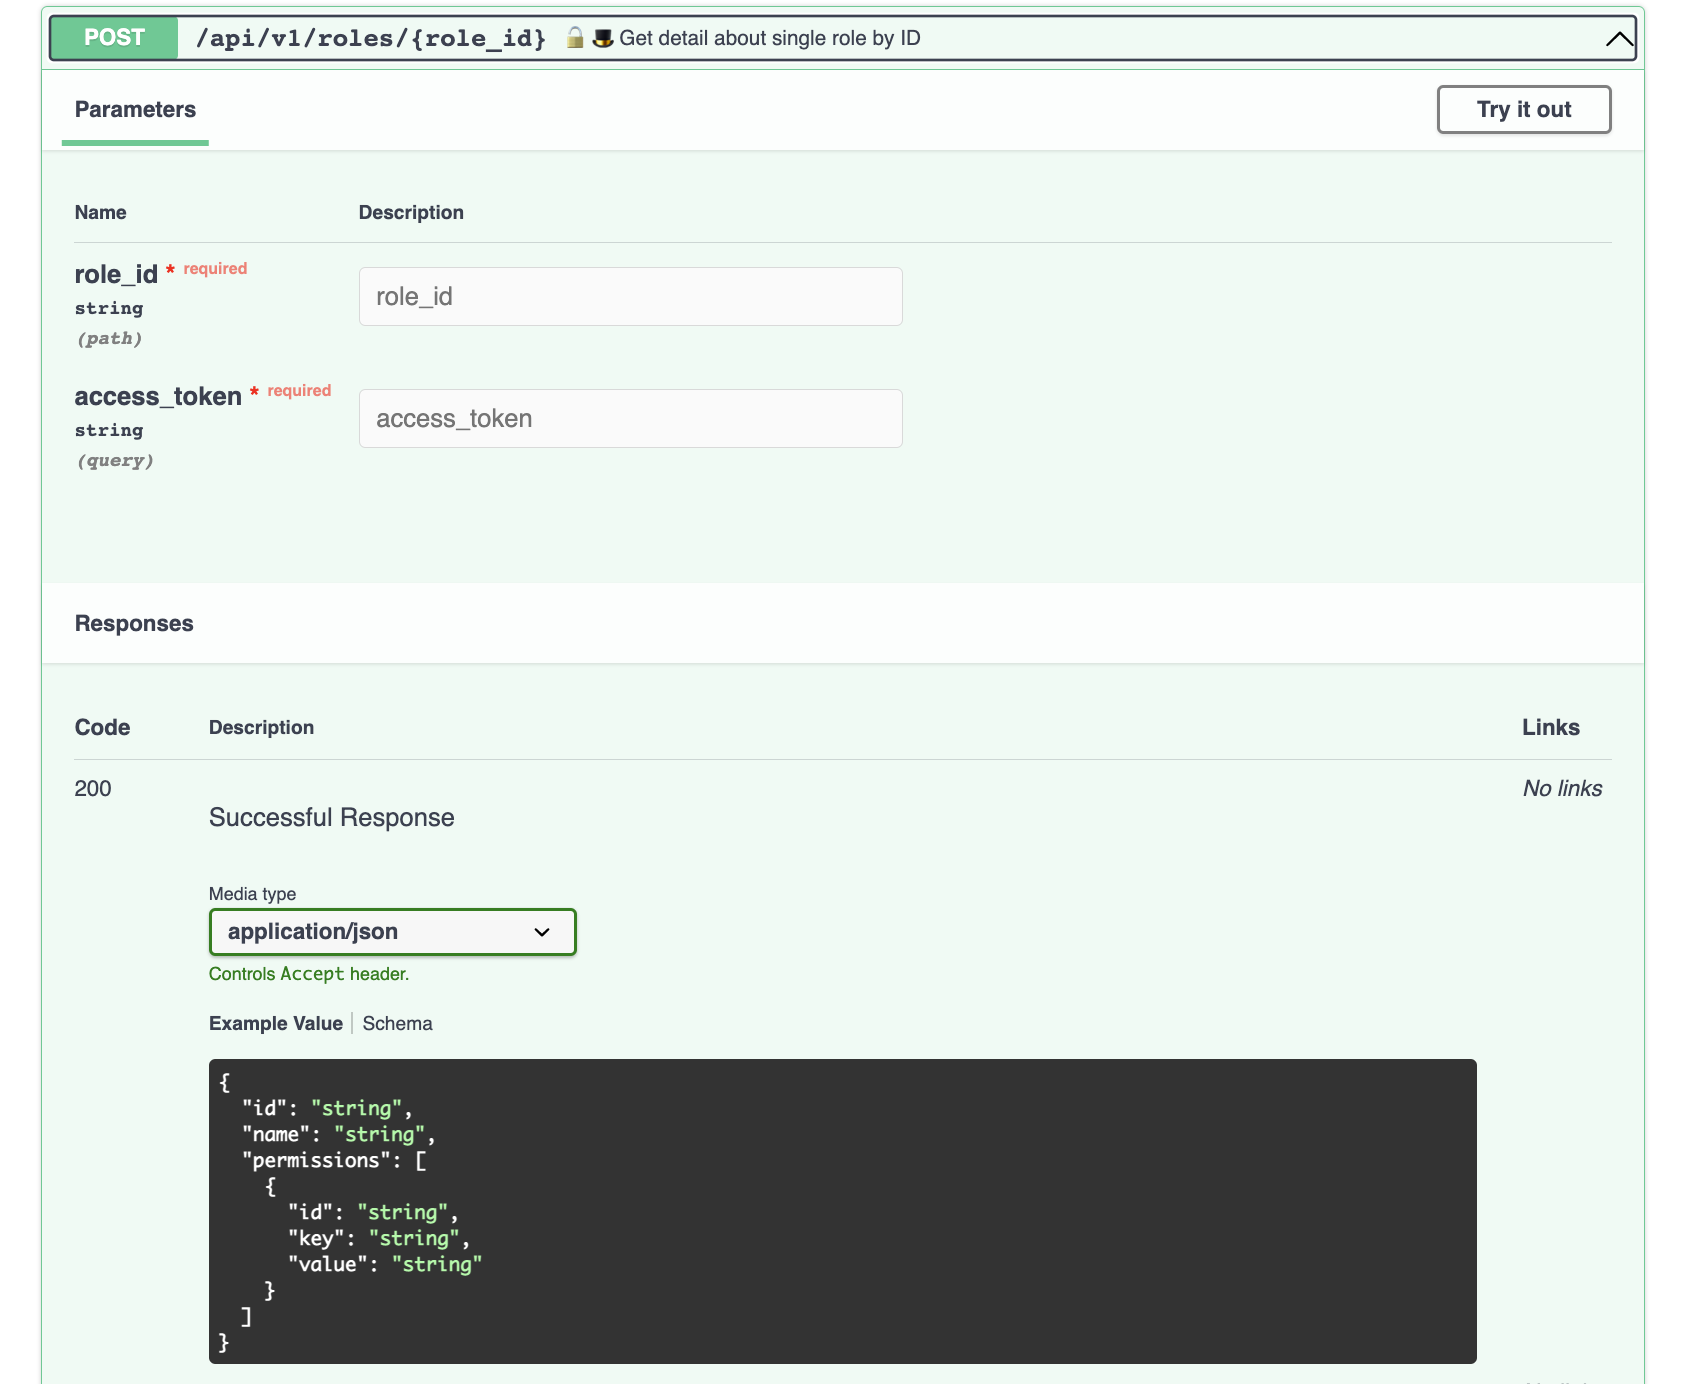 POST /api/v1/roles/{role_id} 🔒 🎩 Get detail about single role by ID
Parameters
Try it out
Name Description
role_id * required
string
(path)
role_id
access_token * required
string
(query)
access_token
Responses
Code Description Links
200
Successful Response
No links
Media type
application/json
Controls Accept header.
Example Value | Schema
{
  "id": "string",
  "name": "string",
  "permissions": [
    {
      "id": "string",
      "key": "string",
      "value": "string"
    }
  ]
}